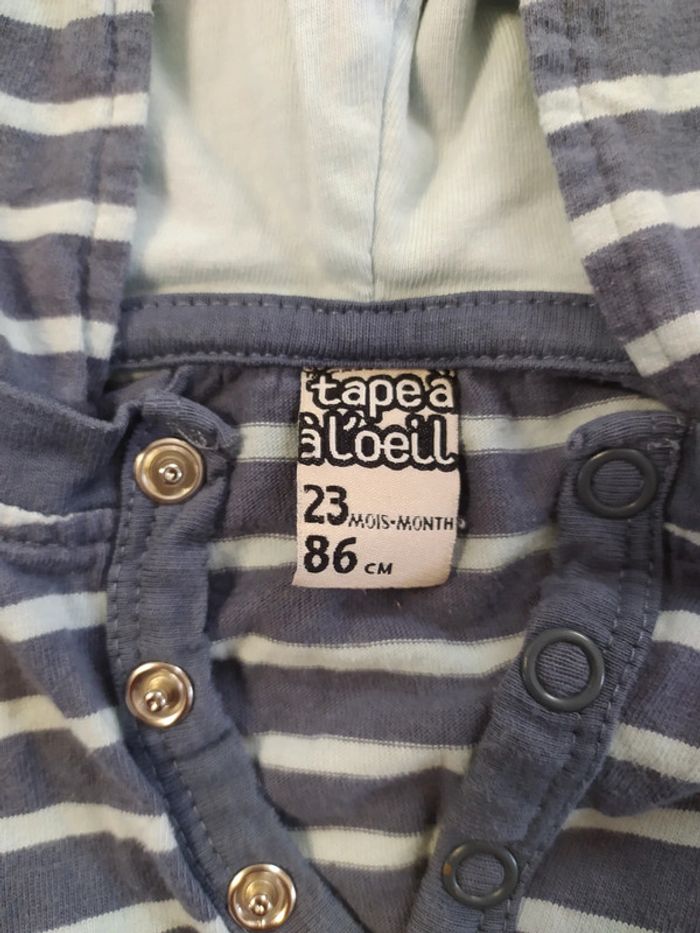 tape à
à l'oeil
23 MOIS-MONTH
86 CM